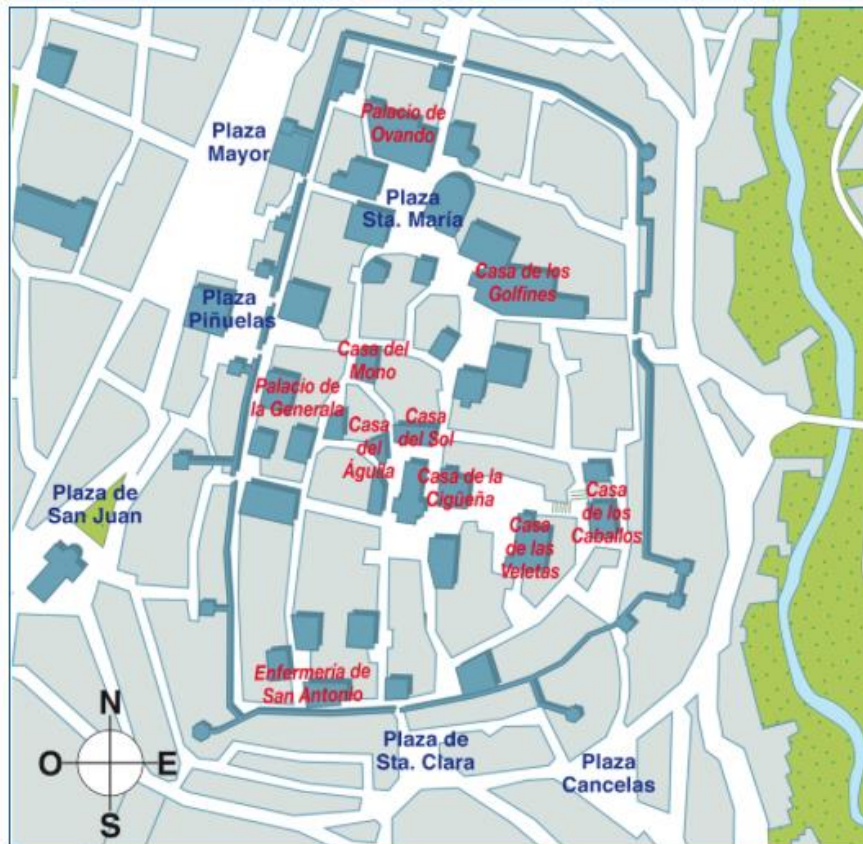 Palacio de
Ovando
Plaza
Mayor
Plaza
Sta. María
Casa de los
Golfines
Plaza
Piñuelas
Casa del
Mono
Palacio de
la Generala
Casa
del Sol
Casa
del
Águila
Casa de la
Cigüeña
Plaza de
San Juan
Casa
de los
Caballos
Casa
de las
Veletas
Enfermería de
San Antonio
Plaza de
Sta. Clara
Plaza
Cancelas
N
O
E
S